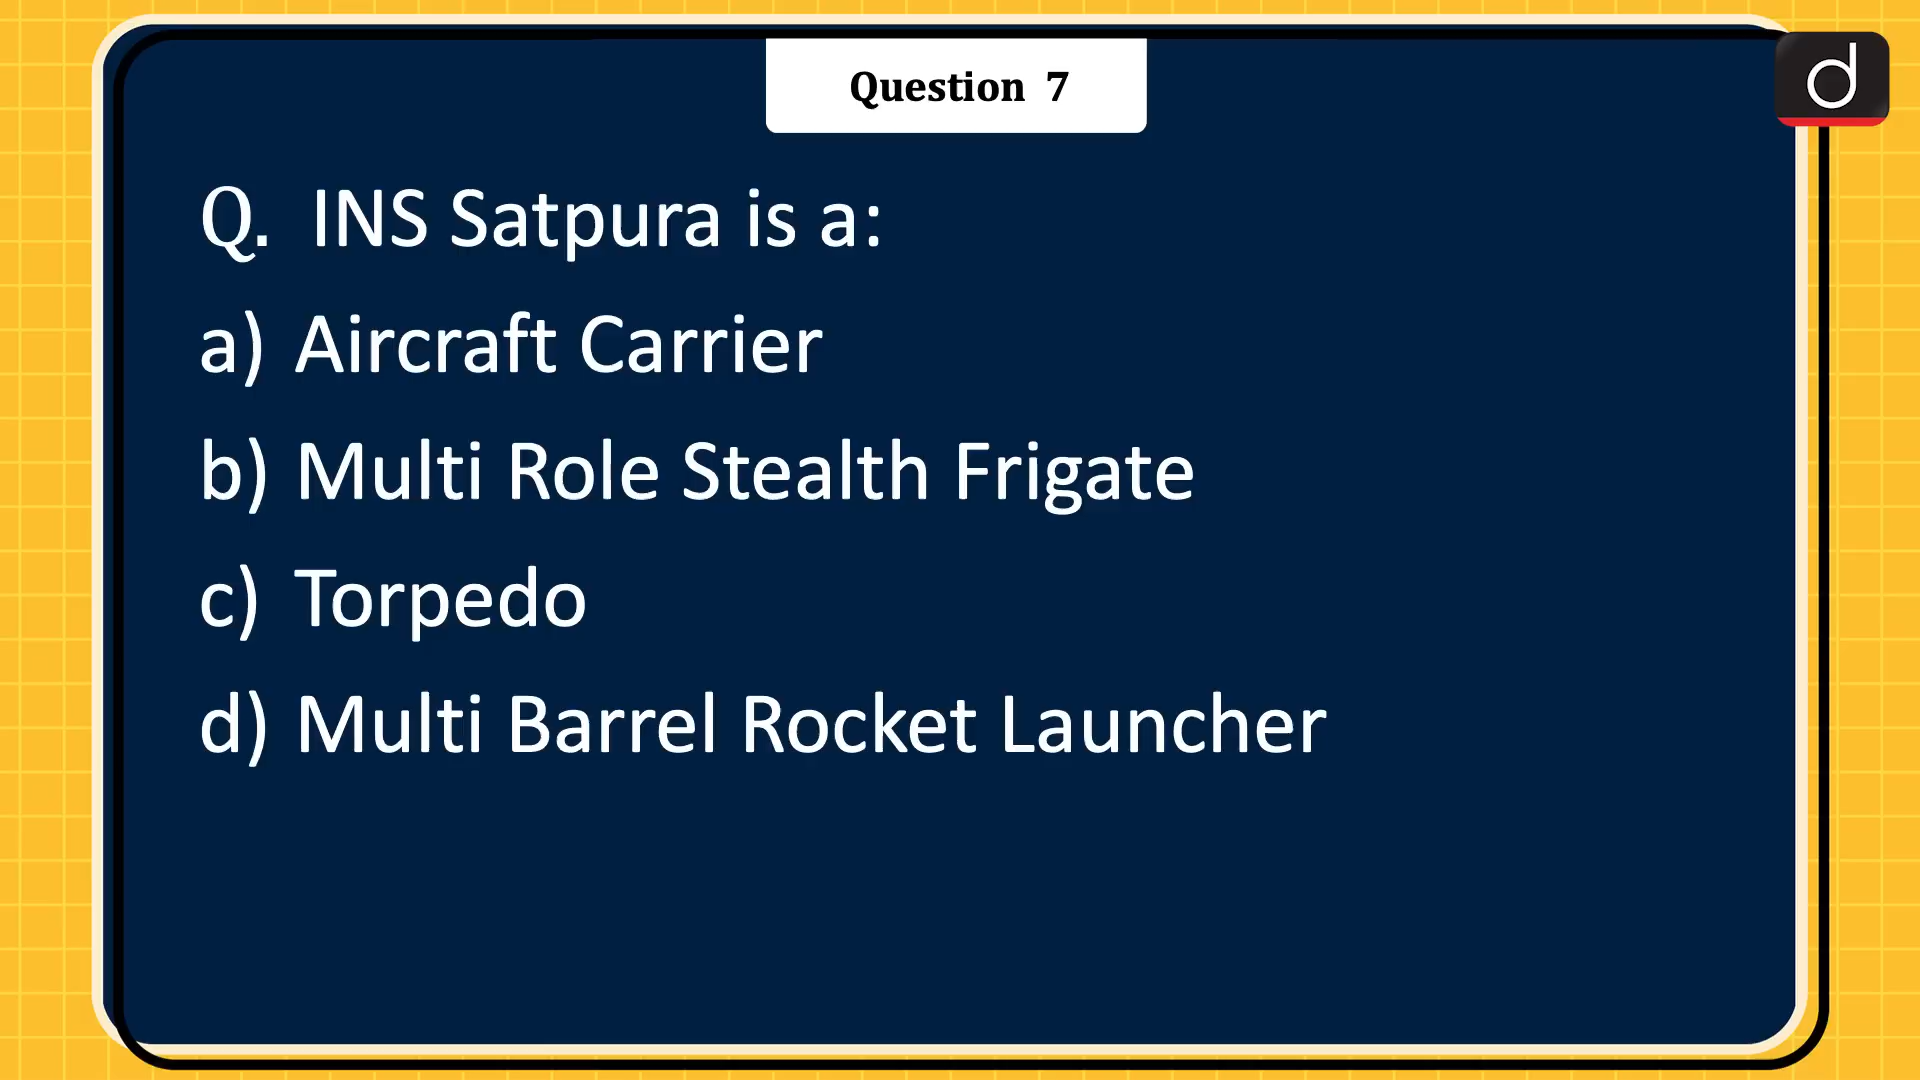 Question 7
Q. INS Satpura is a:
a) Aircraft Carrier
b) Multi Role Stealth Frigate
c) Torpedo
d) Multi Barrel Rocket Launcher
d